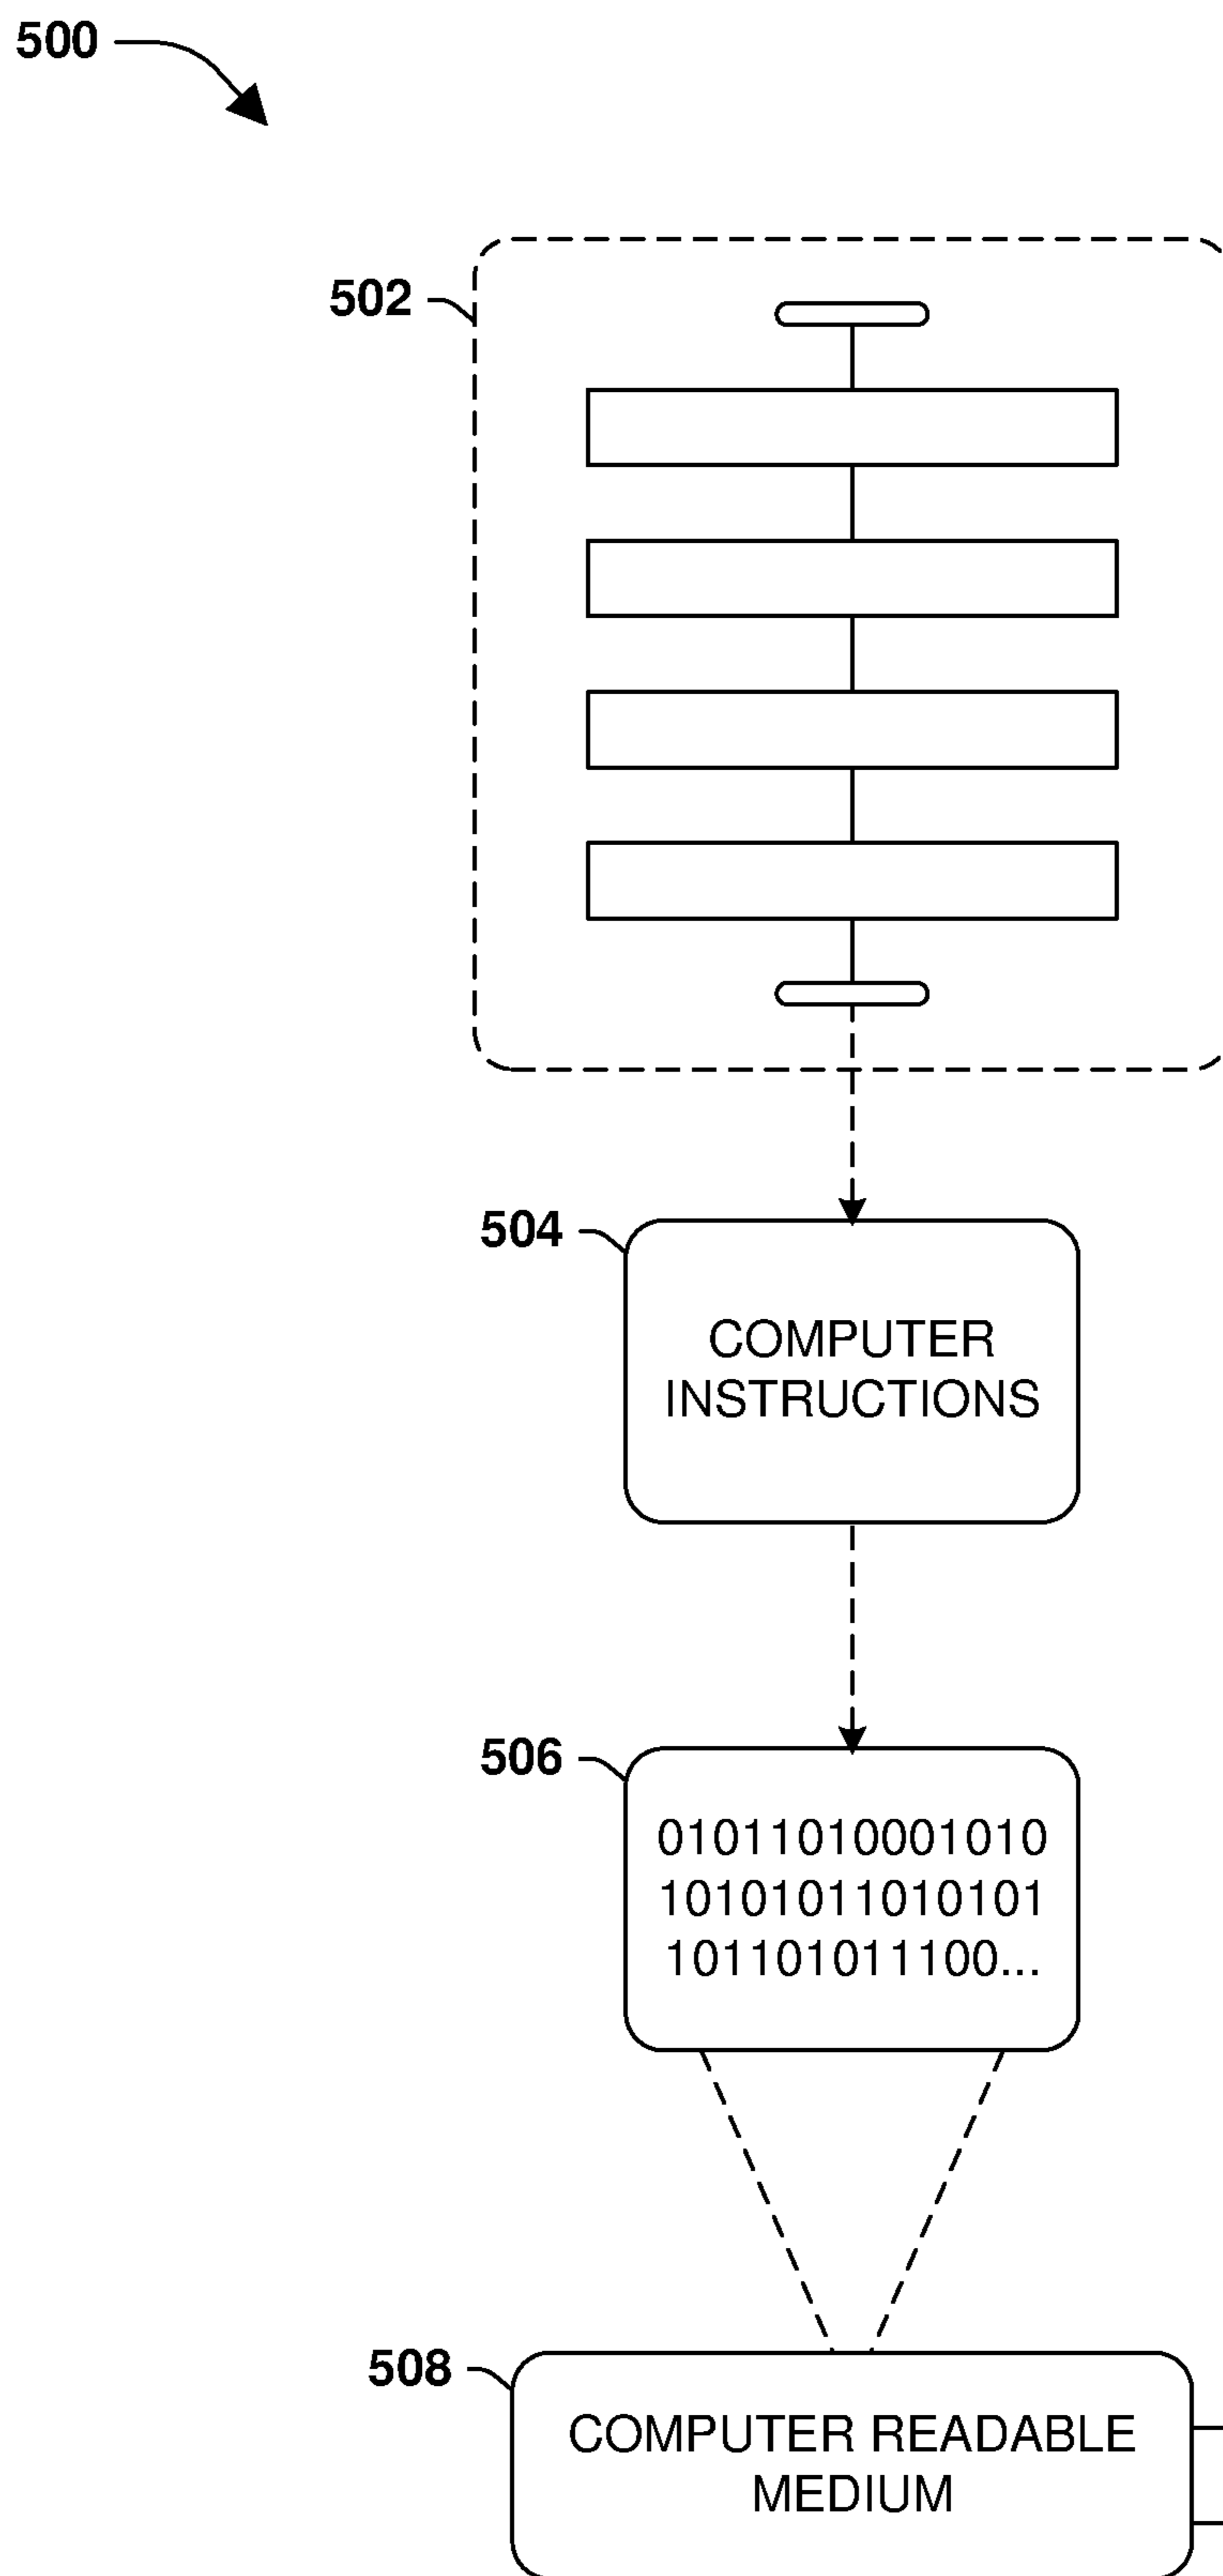 500
502
504
COMPUTER
INSTRUCTIONS
506
01011010001010
10101011010101
101101011100...
508
COMPUTER READABLE
MEDIUM